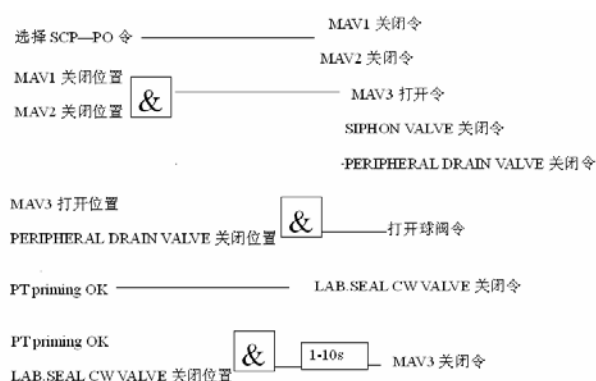 MAV1 关闭令
选择 SCP—PO 令
MAV2 关闭令
MAV1 关闭位置
&
MAV3 打开令
MAV2 关闭位置
SIPHON VALVE 关闭令
-PERIPHERAL DRAIN VALVE 关闭令
MAV3 打开位置
&
PERIPHERAL DRAIN VALVE 关闭位置
打开球阀令
PT priming OK
LAB.SEAL CW VALVE 关闭令
PT priming OK
&
1-10s
MAV3 关闭令
LAB.SEAL CW VALVE 关闭位置